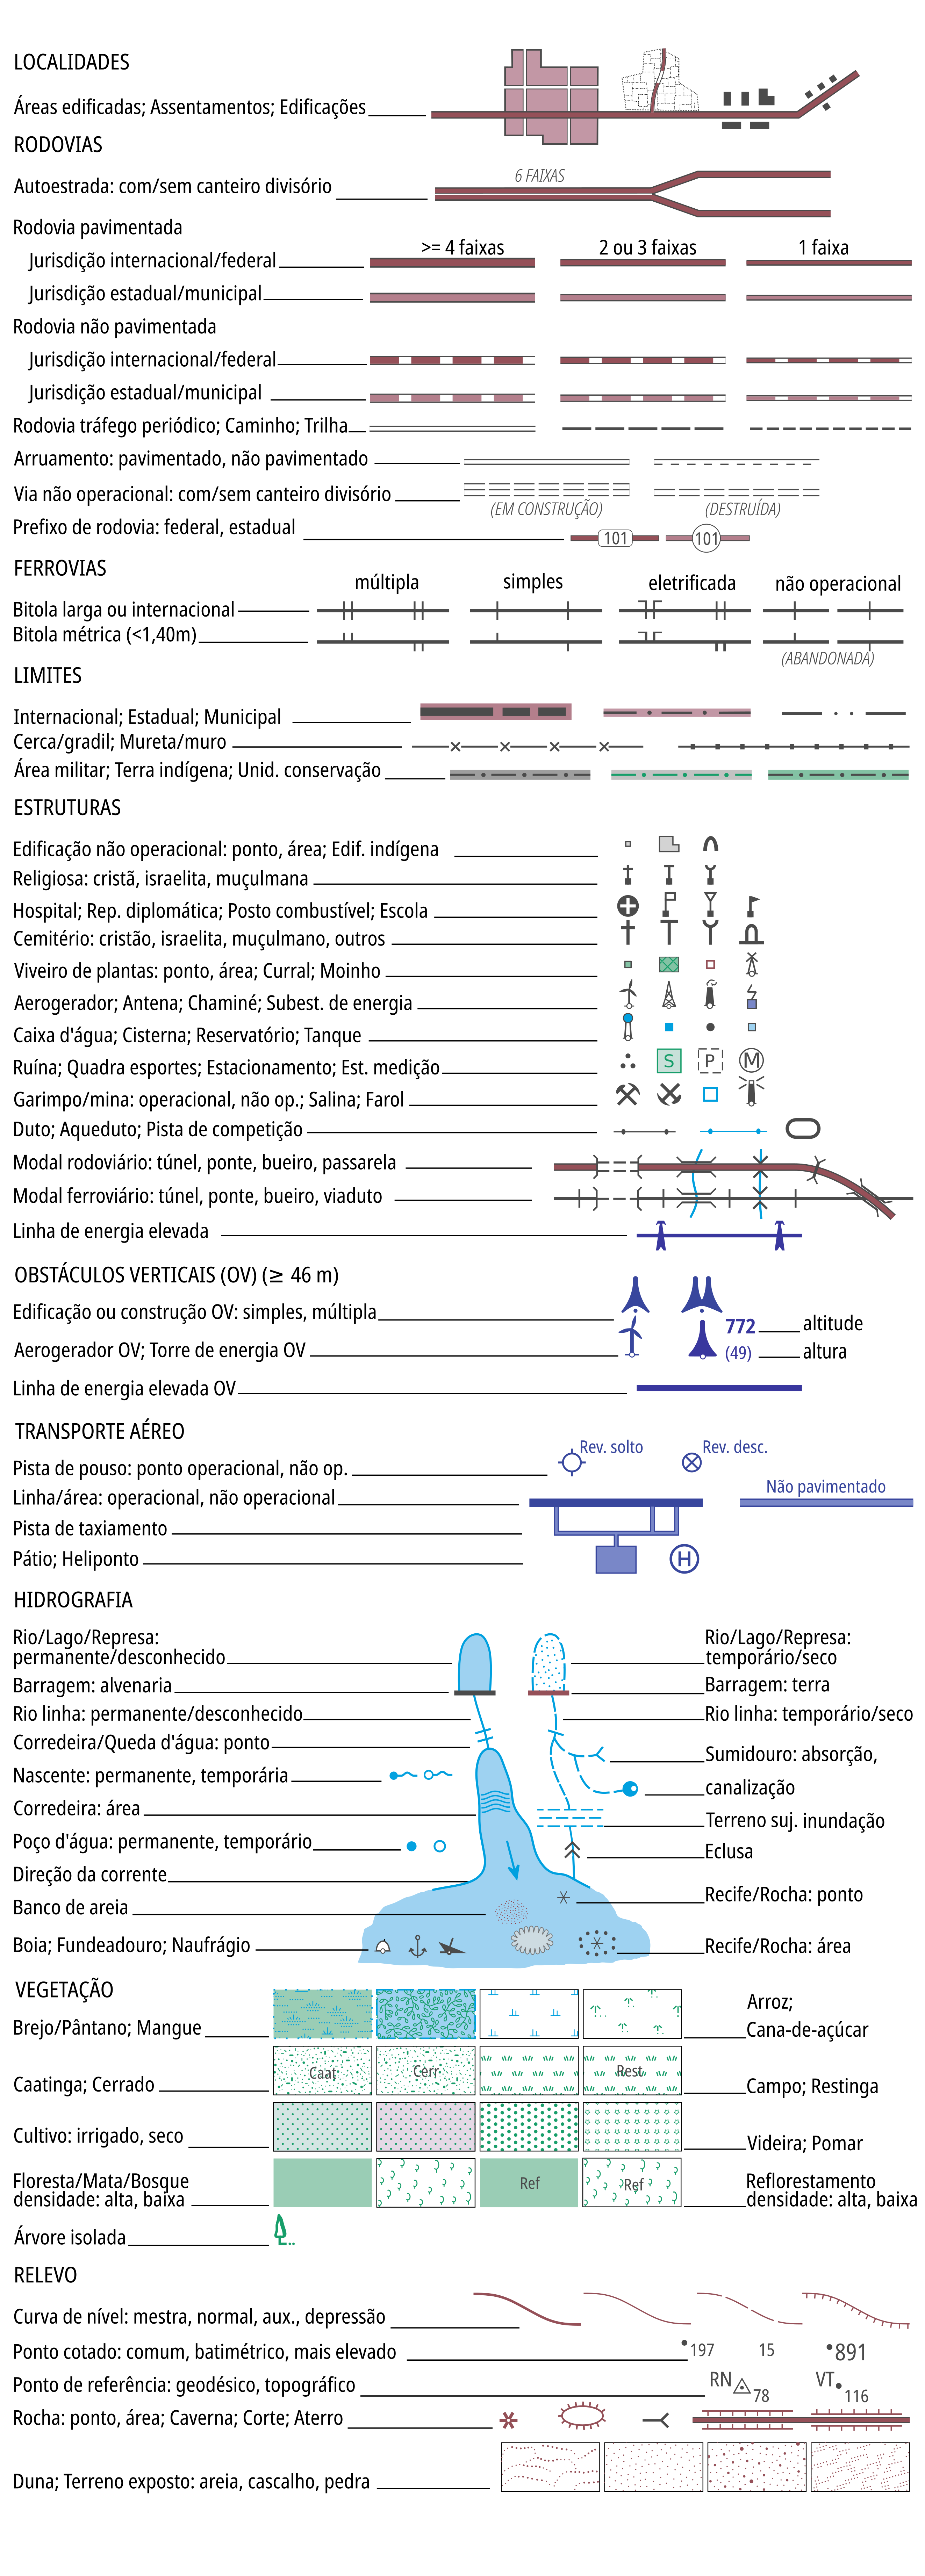 LOCALIDADES
Áreas edificadas; Assentamentos; Edificações
RODOVIAS
Autoestrada: com/sem canteiro divisório
6 FAIXAS
Rodovia pavimentada
>= 4 faixas 2 ou 3 faixas 1 faixa
Jurisdição internacional/federal
Jurisdição estadual/municipal
Rodovia não pavimentada
Jurisdição internacional/federal
Jurisdição estadual/municipal
Rodovia tráfego periódico; Caminho; Trilha
Arruamento: pavimentado, não pavimentado
Via não operacional: com/sem canteiro divisório
(EM CONSTRUÇÃO) (DESTRUÍDA)
Prefixo de rodovia: federal, estadual
101 101
FERROVIAS
múltipla simples eletrificada não operacional
Bitola larga ou internacional
Bitola métrica (<1,40m)
(ABANDONADA)
LIMITES
Internacional; Estadual; Municipal
Cerca/gradil; Mureta/muro
Área militar; Terra indígena; Unid. conservação
ESTRUTURAS
Edificação não operacional: ponto, área; Edif. indígena
Religiosa: cristã, israelita, muçulmana
Hospital; Rep. diplomática; Posto combustível; Escola
Cemitério: cristão, israelita, muçulmano, outros
Viveiro de plantas: ponto, área; Curral; Moinho
Aerogerador; Antena; Chaminé; Subest. de energia
Caixa d'água; Cisterna; Reservatório; Tanque
Ruína; Quadra esportes; Estacionamento; Est. medição
S P M
Garimpo/mina: operacional, não op.; Salina; Farol
Duto; Aqueduto; Pista de competição
Modal rodoviário: túnel, ponte, bueiro, passarela
Modal ferroviário: túnel, ponte, bueiro, viaduto
Linha de energia elevada
OBSTÁCULOS VERTICAIS (OV) (≥ 46 m)
Edificação ou construção OV: simples, múltipla
772 altitude
Aerogerador OV; Torre de energia OV
(49) altura
Linha de energia elevada OV
TRANSPORTE AÉREO
Rev. solto Rev. desc.
Pista de pouso: ponto operacional, não op.
Não pavimentado
Linha/área: operacional, não operacional
Pista de taxiamento
Pátio; Heliponto
H
HIDROGRAFIA
Rio/Lago/Represa:
permanente/desconhecido
Rio/Lago/Represa:
temporário/seco
Barragem: alvenaria
Barragem: terra
Rio linha: permanente/desconhecido
Rio linha: temporário/seco
Corredeira/Queda d'água: ponto
Sumidouro: absorção,
canalização
Nascente: permanente, temporária
Corredeira: área
Terreno suj. inundação
Poço d'água: permanente, temporário
Eclusa
Direção da corrente
Recife/Rocha: ponto
Banco de areia
Boia; Fundeadouro; Naufrágio
Recife/Rocha: área
VEGETAÇÃO
Brejo/Pântano; Mangue
Arroz;
Cana-de-açúcar
Caatinga; Cerrado
Caat Cerr Rest
Campo; Restinga
Cultivo: irrigado, seco
Videira; Pomar
Floresta/Mata/Bosque
densidade: alta, baixa
Ref Ref
Reflorestamento
densidade: alta, baixa
Árvore isolada
RELEVO
Curva de nível: mestra, normal, aux., depressão
Ponto cotado: comum, batimétrico, mais elevado
197 15 891
Ponto de referência: geodésico, topográfico
RN 78 VT 116
Rocha: ponto, área; Caverna; Corte; Aterro
Duna; Terreno exposto: areia, cascalho, pedra